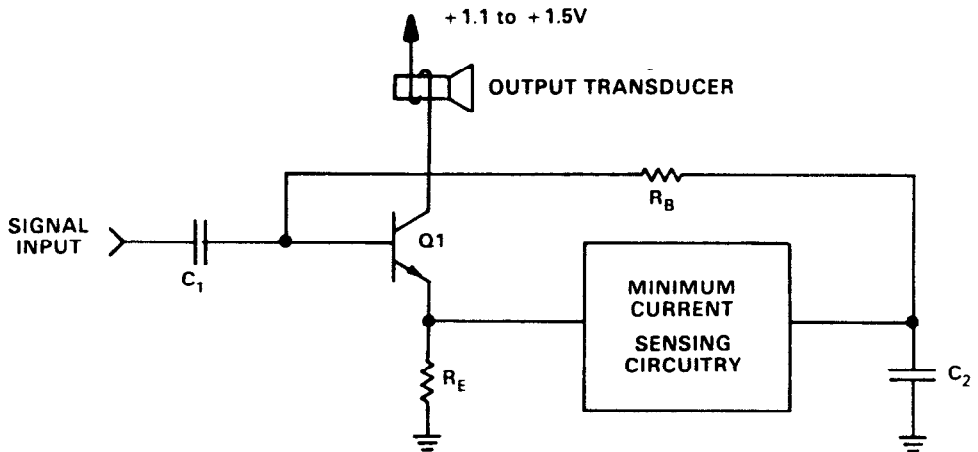 +1.1 to +1.5V
OUTPUT TRANSDUCER
R_B
SIGNAL
INPUT
C_1
Q1
MINIMUM
CURRENT
SENSING
CIRCUITRY
R_E
C_2